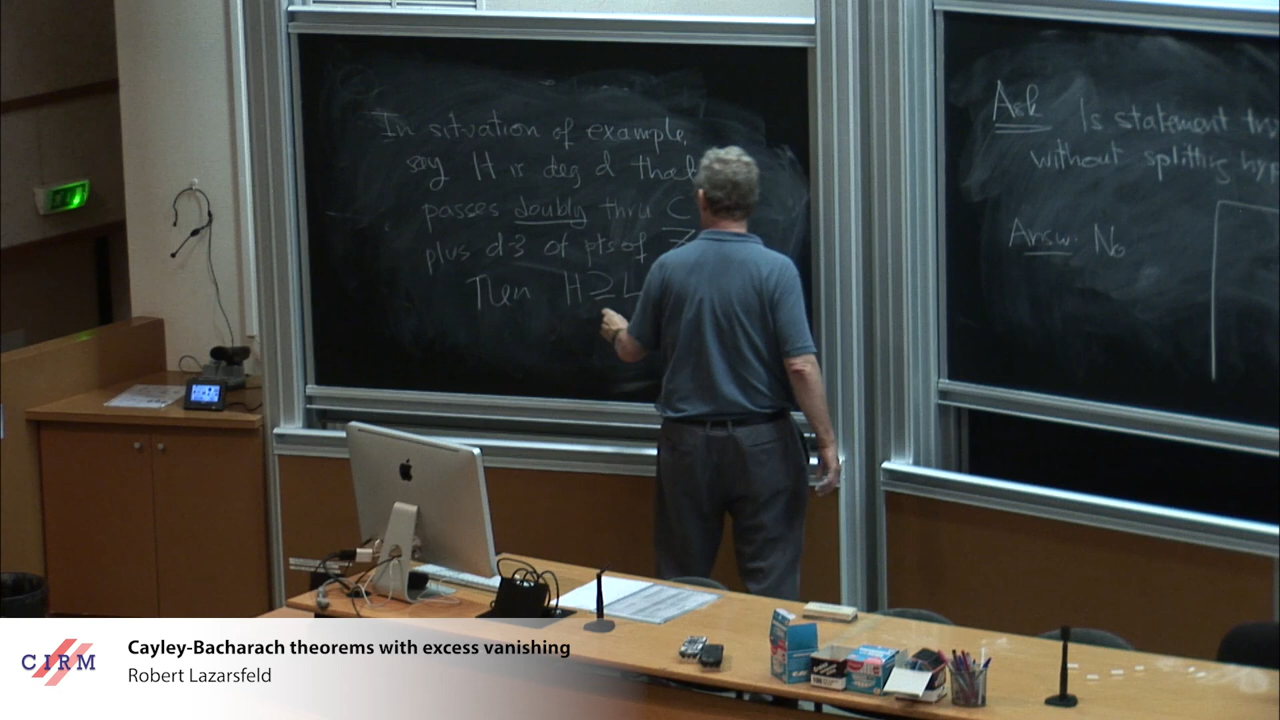 In situation of example,
say H is deg d that
passes doubly thru C
plus d-3 of pts of Z
Then H ⊇ L
Ask Is statement
without splitting hyp
Answ. No
CIRM
Cayley-Bacharach theorems with excess vanishing
Robert Lazarsfeld